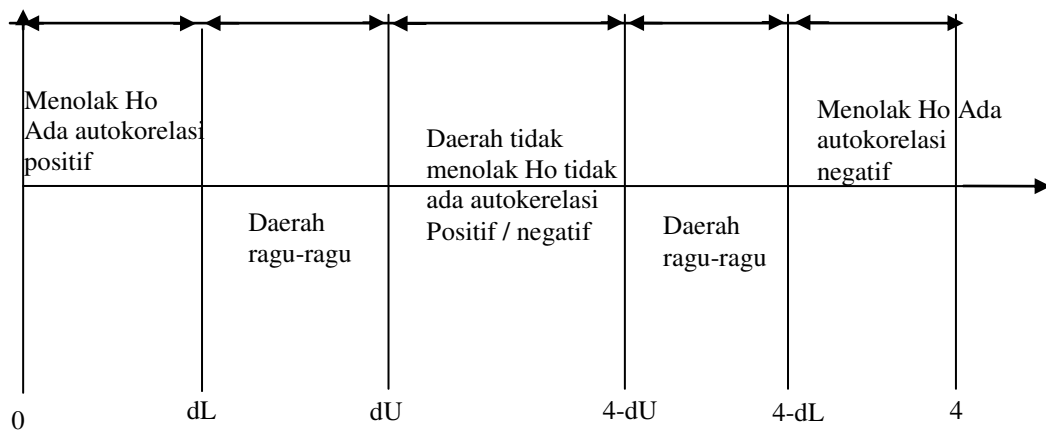 Menolak Ho
Ada autokorelasi
positif
Daerah
ragu-ragu
Daerah tidak
menolak Ho tidak
ada autokerelasi
Positif / negatif
Daerah
ragu-ragu
Menolak Ho Ada
autokorelasi
negatif
0
dL
dU
4-dU
4-dL
4